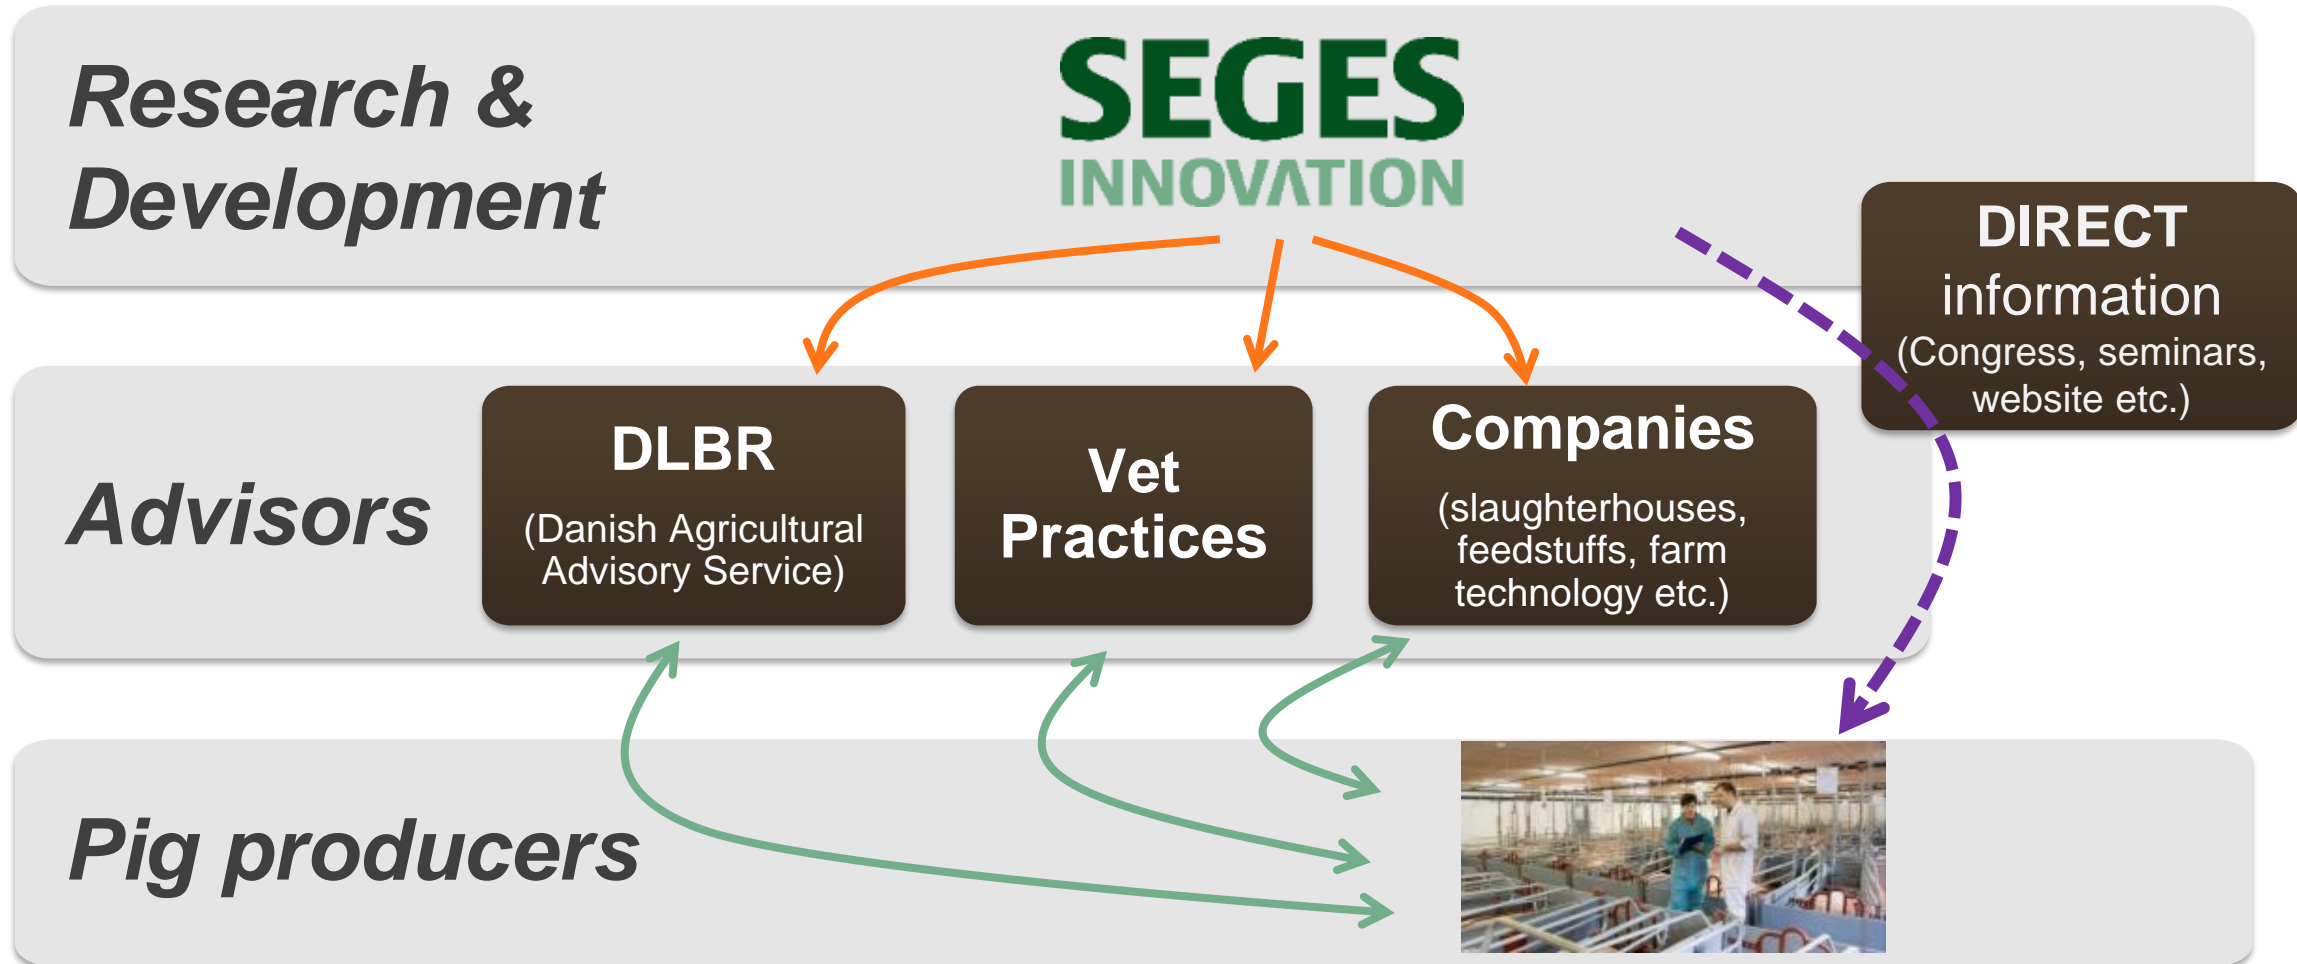 Research &
Development
SEGES
INNOVATION
DIRECT
information
(Congress, seminars,
website etc.)
Advisors
DLBR
(Danish Agricultural
Advisory Service)
Vet
Practices
Companies
(slaughterhouses,
feedstuffs, farm
technology etc.)
Pig producers